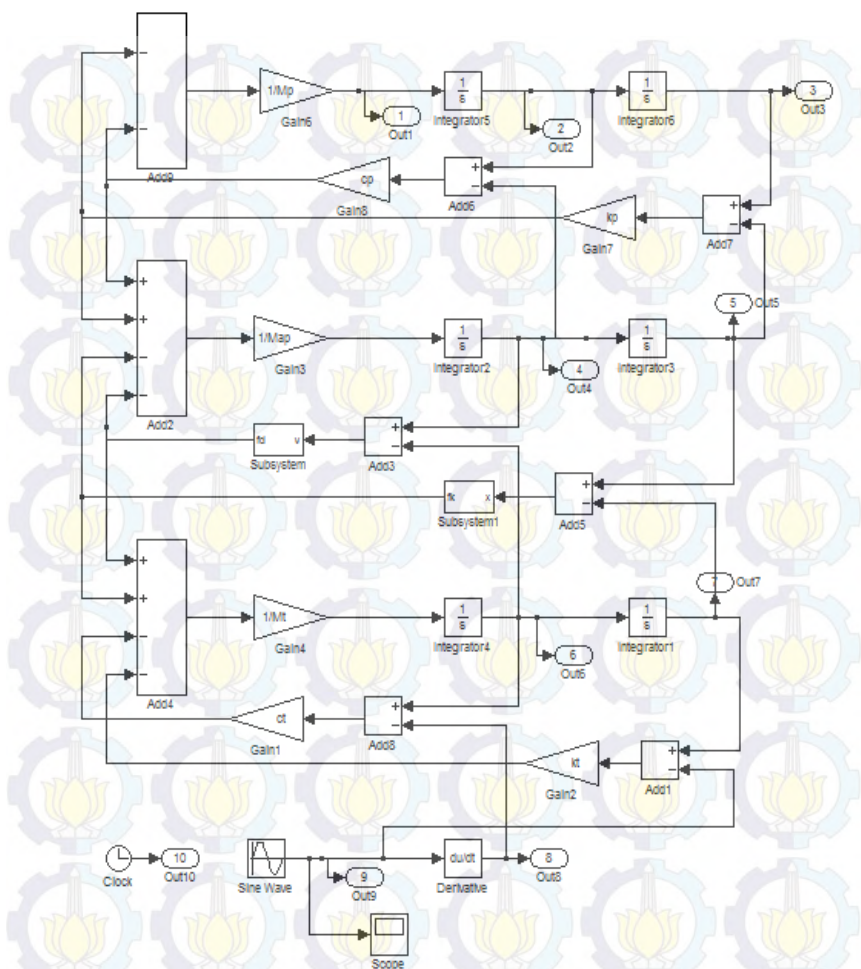 −
−
Add9
1/Mp
Gain6
1
Out1
1
s
Integrator5
2
Out2
1
s
Integrator6
3
Out3
cp
Gain8
+
−
Add6
kp
Gain7
+
−
Add7
+
+
−
−
Add2
1/Map
Gain3
1
s
Integrator2
4
Out4
1
s
Integrator3
5
Out5
fd
v
Subsystem
+
−
Add3
fk
x
Subsystem1
+
−
Add5
+
+
−
−
Add4
1/Mt
Gain4
1
s
Integrator4
6
Out6
1
s
Integrator1
7
Out7
ct
Gain1
+
−
Add8
kt
Gain2
+
−
Add1
Clock
10
Out10
Sine Wave
9
Out9
du/dt
Derivative
8
Out8
Scope